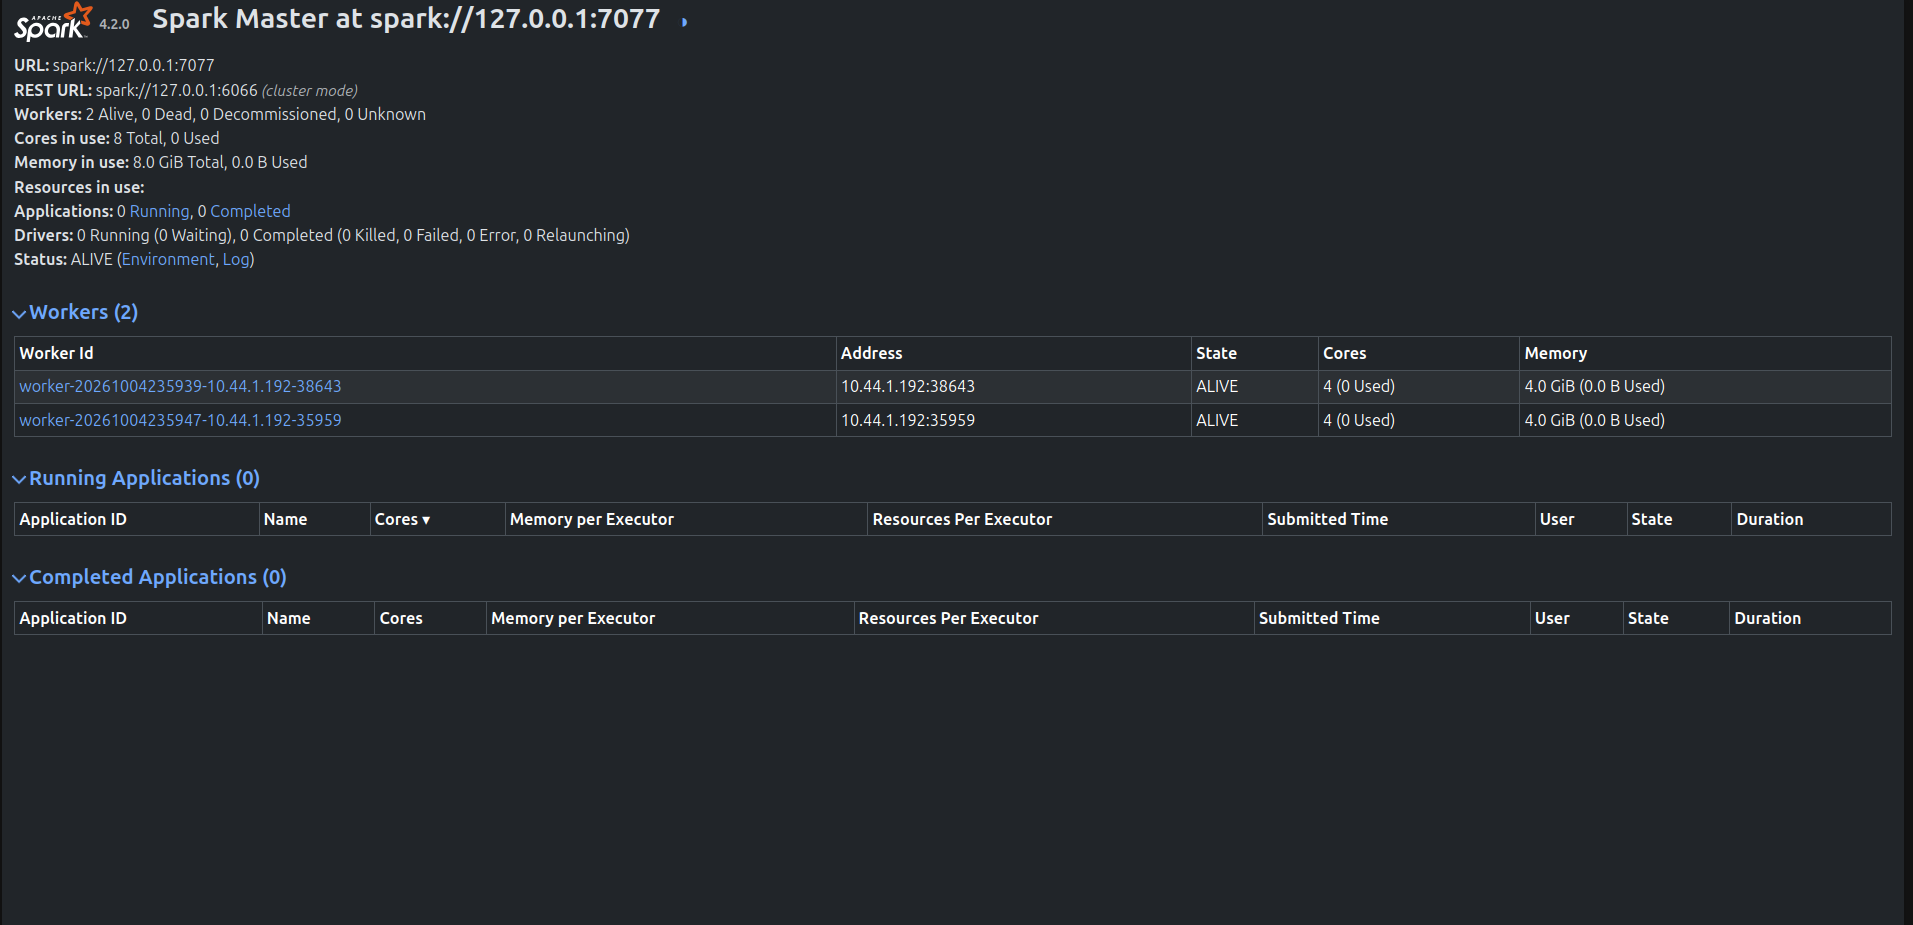 APACHE Spark 4.2.0 Spark Master at spark://127.0.0.1:7077
URL: spark://127.0.0.1:7077
REST URL: spark://127.0.0.1:6066 (cluster mode)
Workers: 2 Alive, 0 Dead, 0 Decommissioned, 0 Unknown
Cores in use: 8 Total, 0 Used
Memory in use: 8.0 GiB Total, 0.0 B Used
Resources in use:
Applications: 0 Running, 0 Completed
Drivers: 0 Running (0 Waiting), 0 Completed (0 Killed, 0 Failed, 0 Error, 0 Relaunching)
Status: ALIVE (Environment, Log)
Workers (2)
Worker Id Address State Cores Memory
worker-20261004235939-10.44.1.192-38643 10.44.1.192:38643 ALIVE 4 (0 Used) 4.0 GiB (0.0 B Used)
worker-20261004235947-10.44.1.192-35959 10.44.1.192:35959 ALIVE 4 (0 Used) 4.0 GiB (0.0 B Used)
Running Applications (0)
Application ID Name Cores ▾ Memory per Executor Resources Per Executor Submitted Time User State Duration
Completed Applications (0)
Application ID Name Cores Memory per Executor Resources Per Executor Submitted Time User State Duration